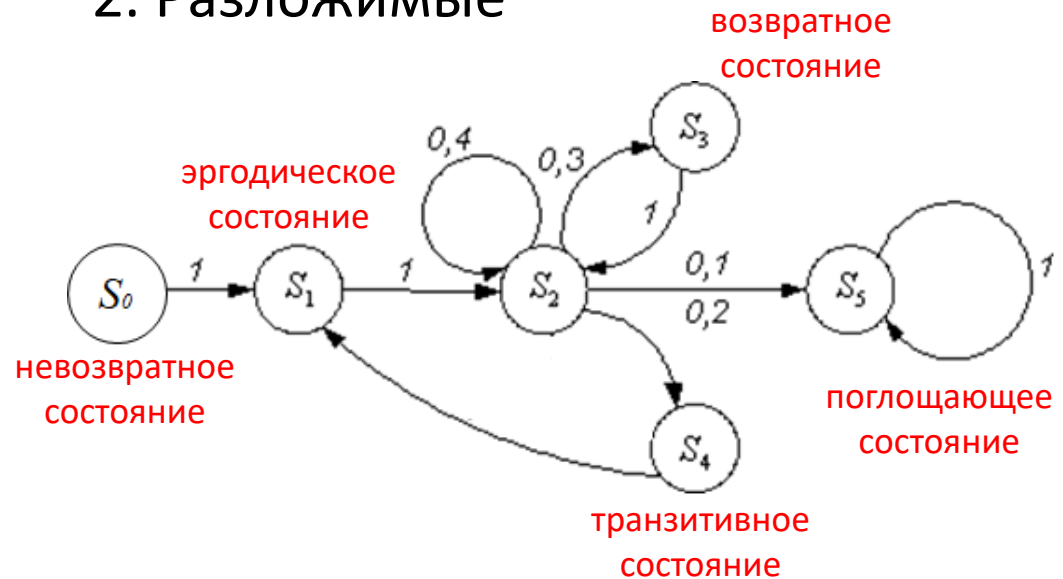 2. Разложимые
возвратное
состояние
S₃
0,4
0,3
эргодическое
состояние
1
S₀
1
S₁
1
S₂
0,1
0,2
S₅
1
невозвратное
состояние
поглощающее
состояние
S₄
транзитивное
состояние